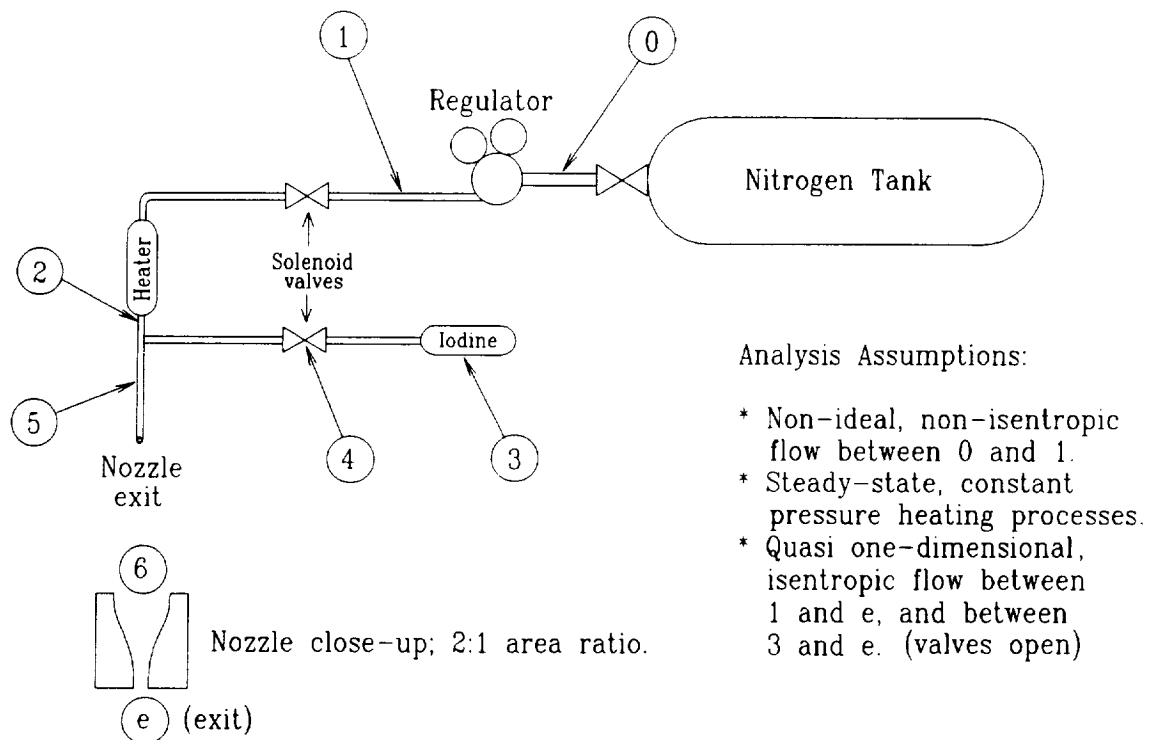 1
0
Regulator
Nitrogen Tank
Heater
2
Solenoid
valves
Iodine
5
4
3
Nozzle
exit
Analysis Assumptions:
* Non-ideal, non-isentropic
flow between 0 and 1.
* Steady-state, constant
pressure heating processes.
* Quasi one-dimensional,
isentropic flow between
1 and e, and between
3 and e. (valves open)
6
Nozzle close-up; 2:1 area ratio.
e (exit)